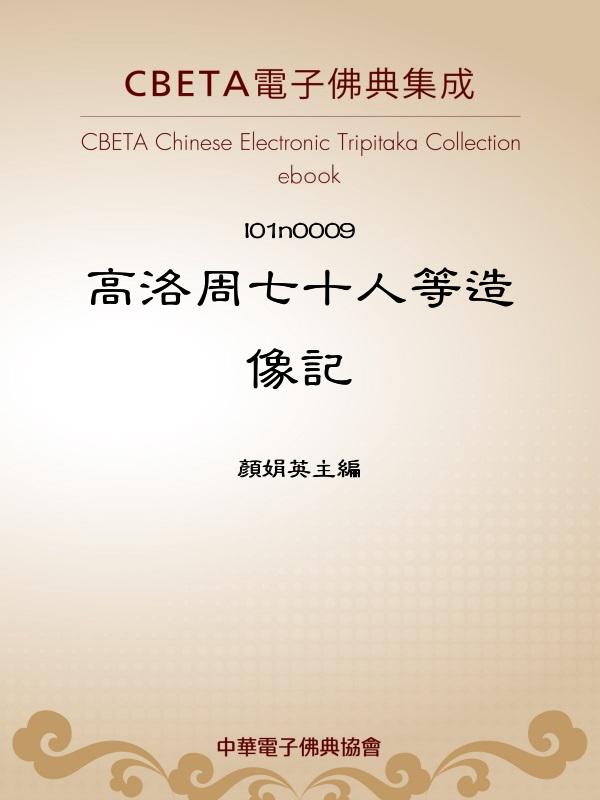 CBETA電子佛典集成
CBETA Chinese Electronic Tripitaka Collection
ebook
I01n0009
高洛周七十人等造
像記
顏娟英主編
中華電子佛典協會